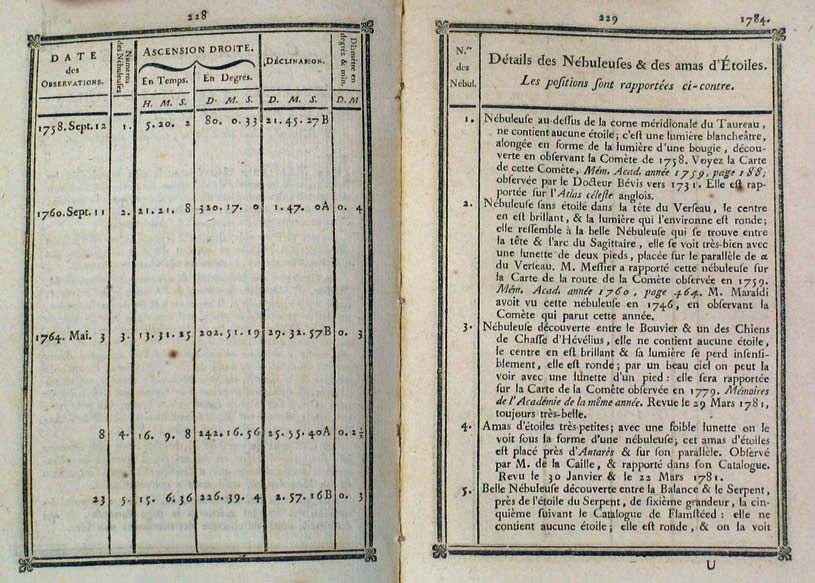 228
DATE
des
OBSERVATIONS.
Numéros
des Nébuleuses
ASCENSION DROITE.
En Temps.
En Degrés.
DÉCLINAISON.
Diamètre en
degrés & min.
H. M. S.
D. M. S.
D. M. S.
D. M
1758. Sept. 12 1. 5. 20. 2 80. 0. 33 21. 45. 27B
1760. Sept. 11 2. 21. 21. 8 320. 17. 0 1. 47. 0A 0. 4
1764. Mai. 3 3. 13. 31. 25 202. 51. 19 29. 32. 57B 0. 3
8 4. 16. 9. 8 242. 16. 56 25. 55. 40A 0. 2½
23 5. 15. 6. 36 226. 39. 4 2. 57. 16B 0. 3
229
1784.
N.os
des
Nébul.
Détails des Nébuleuſes & des amas d'Étoiles.
Les poſitions ſont rapportées ci-contre.
1. Nébuleuſe au deſſus de la corne méridionale du Taureau,
ne contient aucune étoile; c'eſt une lumière blancheâtre,
alongée en forme de la lumière d'une bougie, décou-
verte en obſervant la Comète de 1758. Voyez la Carte
de cette Comète, Mém. Acad. année 1759, page 188;
obſervée par le Docteur Bévis vers 1731. Elle eſt rap-
portée ſur l'Atlas céleſte anglois.
2. Nébuleuſe ſans étoile dans la tête du Verſeau, le centre
en eſt brillant, & la lumière qui l'environne eſt ronde;
elle reſſemble à la belle Nébuleuſe qui ſe trouve entre
la tête & l'arc du Sagittaire, elle ſe voit très-bien avec
une lunette de deux pieds, placée ſur le parallèle de α
du Verſeau. M. Meſſier a rapporté cette nébuleuſe ſur
la Carte de la route de la Comète obſervée en 1759.
Mém. Acad. année 1760, page 464. M. Maraldi
avoit vu cette nébuleuſe en 1746, en obſervant la
Comète qui parut cette année.
3. Nébuleuſe découverte entre le Bouvier & un des Chiens
de Chaſſe d'Hévélius, elle ne contient aucune étoile,
le centre en eſt brillant & ſa lumière ſe perd inſenſi-
blement, elle eſt ronde; par un beau ciel on peut la
voir avec une lunette d'un pied: elle ſera rapportée
ſur la Carte de la Comète obſervée en 1779. Mémoires
de l'Académie de la même année. Revue le 29 Mars 1781,
toujours très-belle.
4. Amas d'étoiles très-petites; avec une foible lunette on le
voit ſous la forme d'une nébuleuſe; cet amas d'étoiles
eſt placé près d'Antarès & ſur ſon parallèle. Obſervé
par M. de la Caille, & rapporté dans ſon Catalogue.
Revu le 30 Janvier & le 22 Mars 1781.
5. Belle Nébuleuſe découverte entre la Balance & le Serpent,
près de l'étoile du Serpent, de ſixième grandeur, la cin-
quième ſuivant le Catalogue de Flamſtéed: elle ne
contient aucune étoile; elle eſt ronde, & on la voit
U